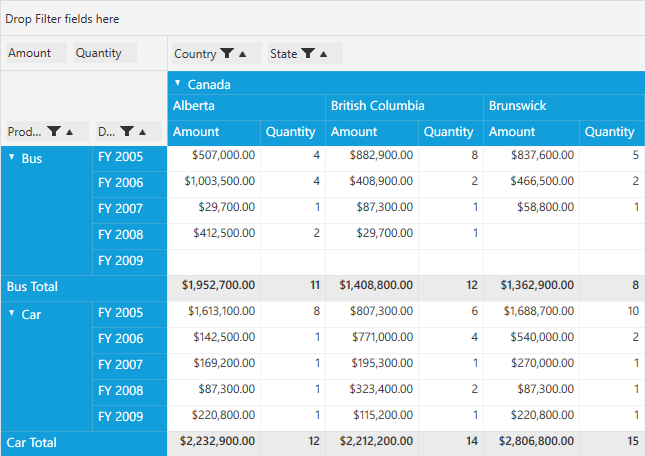 Drop Filter fields here
Amount Quantity Country State
Canada
Alberta British Columbia Brunswick
Prod... D... Amount Quantity Amount Quantity Amount Quantity
Bus FY 2005 $507,000.00 4 $882,900.00 8 $837,600.00 5
FY 2006 $1,003,500.00 4 $408,900.00 2 $466,500.00 2
FY 2007 $29,700.00 1 $87,300.00 1 $58,800.00 1
FY 2008 $412,500.00 2 $29,700.00 1
FY 2009
Bus Total $1,952,700.00 11 $1,408,800.00 12 $1,362,900.00 8
Car FY 2005 $1,613,100.00 8 $807,300.00 6 $1,688,700.00 10
FY 2006 $142,500.00 1 $771,000.00 4 $540,000.00 2
FY 2007 $169,200.00 1 $195,300.00 1 $270,000.00 1
FY 2008 $87,300.00 1 $323,400.00 2 $87,300.00 1
FY 2009 $220,800.00 1 $115,200.00 1 $220,800.00 1
Car Total $2,232,900.00 12 $2,212,200.00 14 $2,806,800.00 15